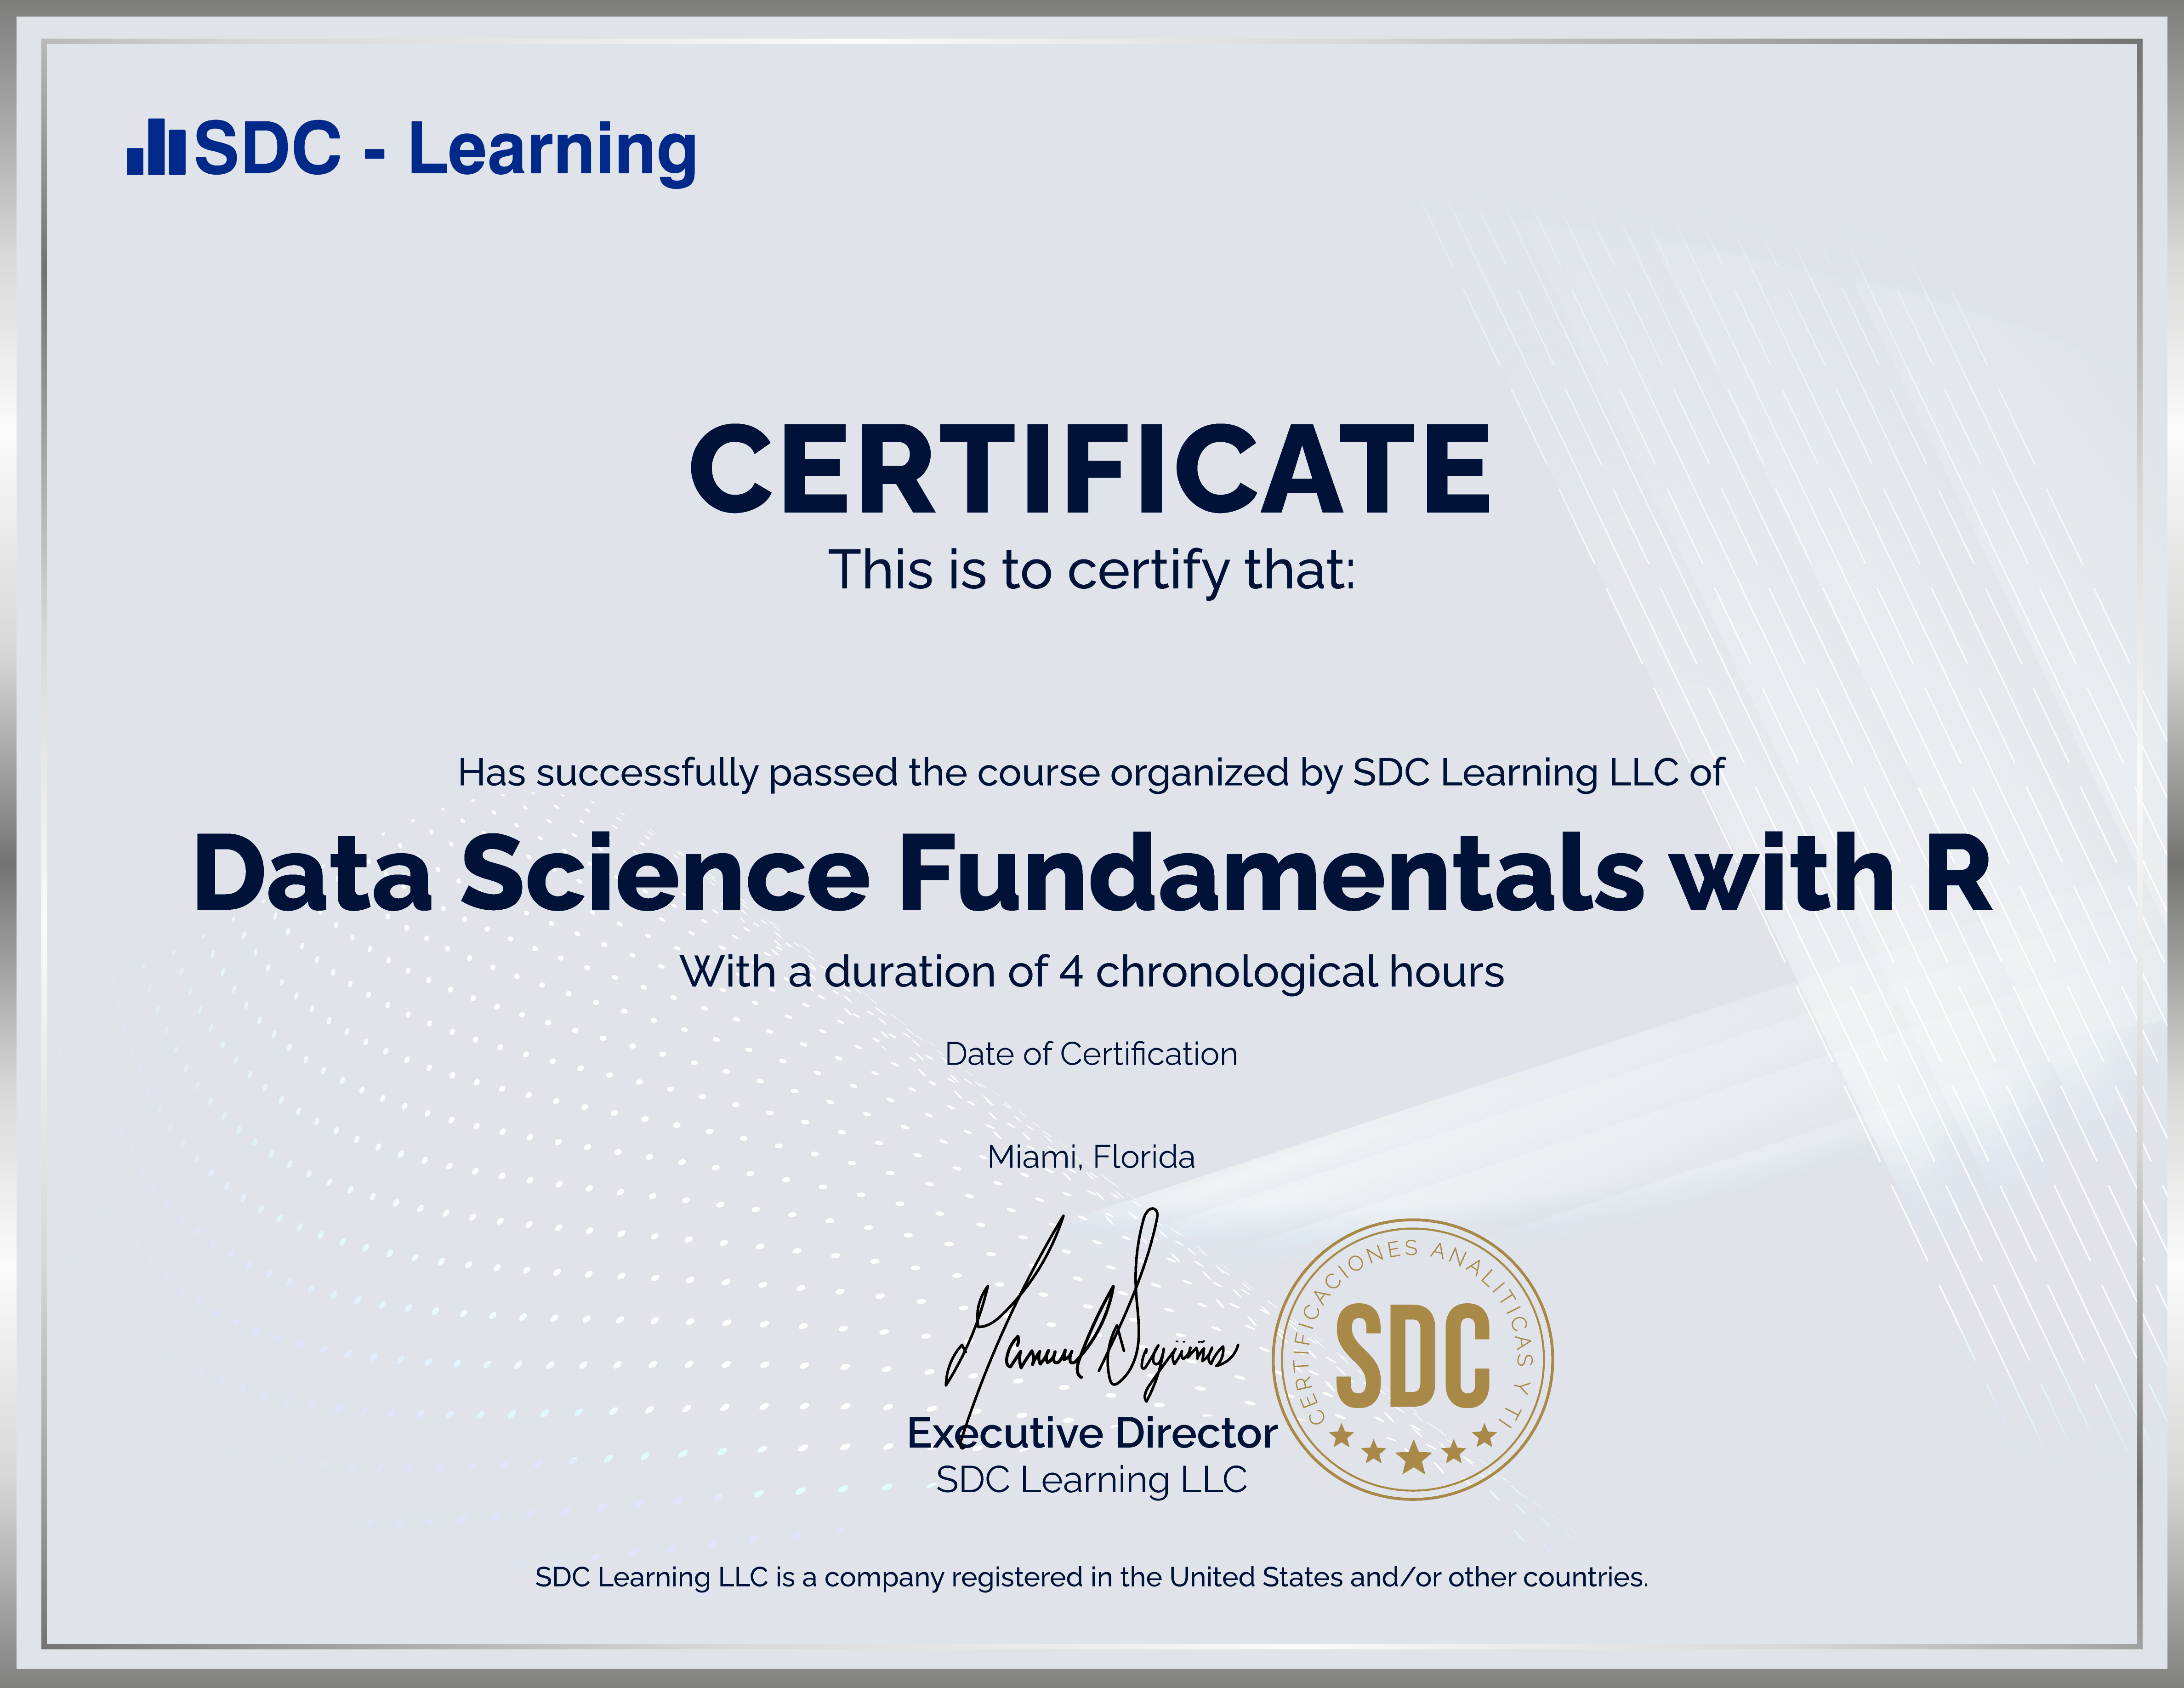 SDC - Learning
CERTIFICATE
This is to certify that:
Has successfully passed the course organized by SDC Learning LLC of
Data Science Fundamentals with R
With a duration of 4 chronological hours
Date of Certification
Miami, Florida
Executive Director
SDC Learning LLC
CERTIFICACIONES ANALITICAS Y TI
SDC
SDC Learning LLC is a company registered in the United States and/or other countries.